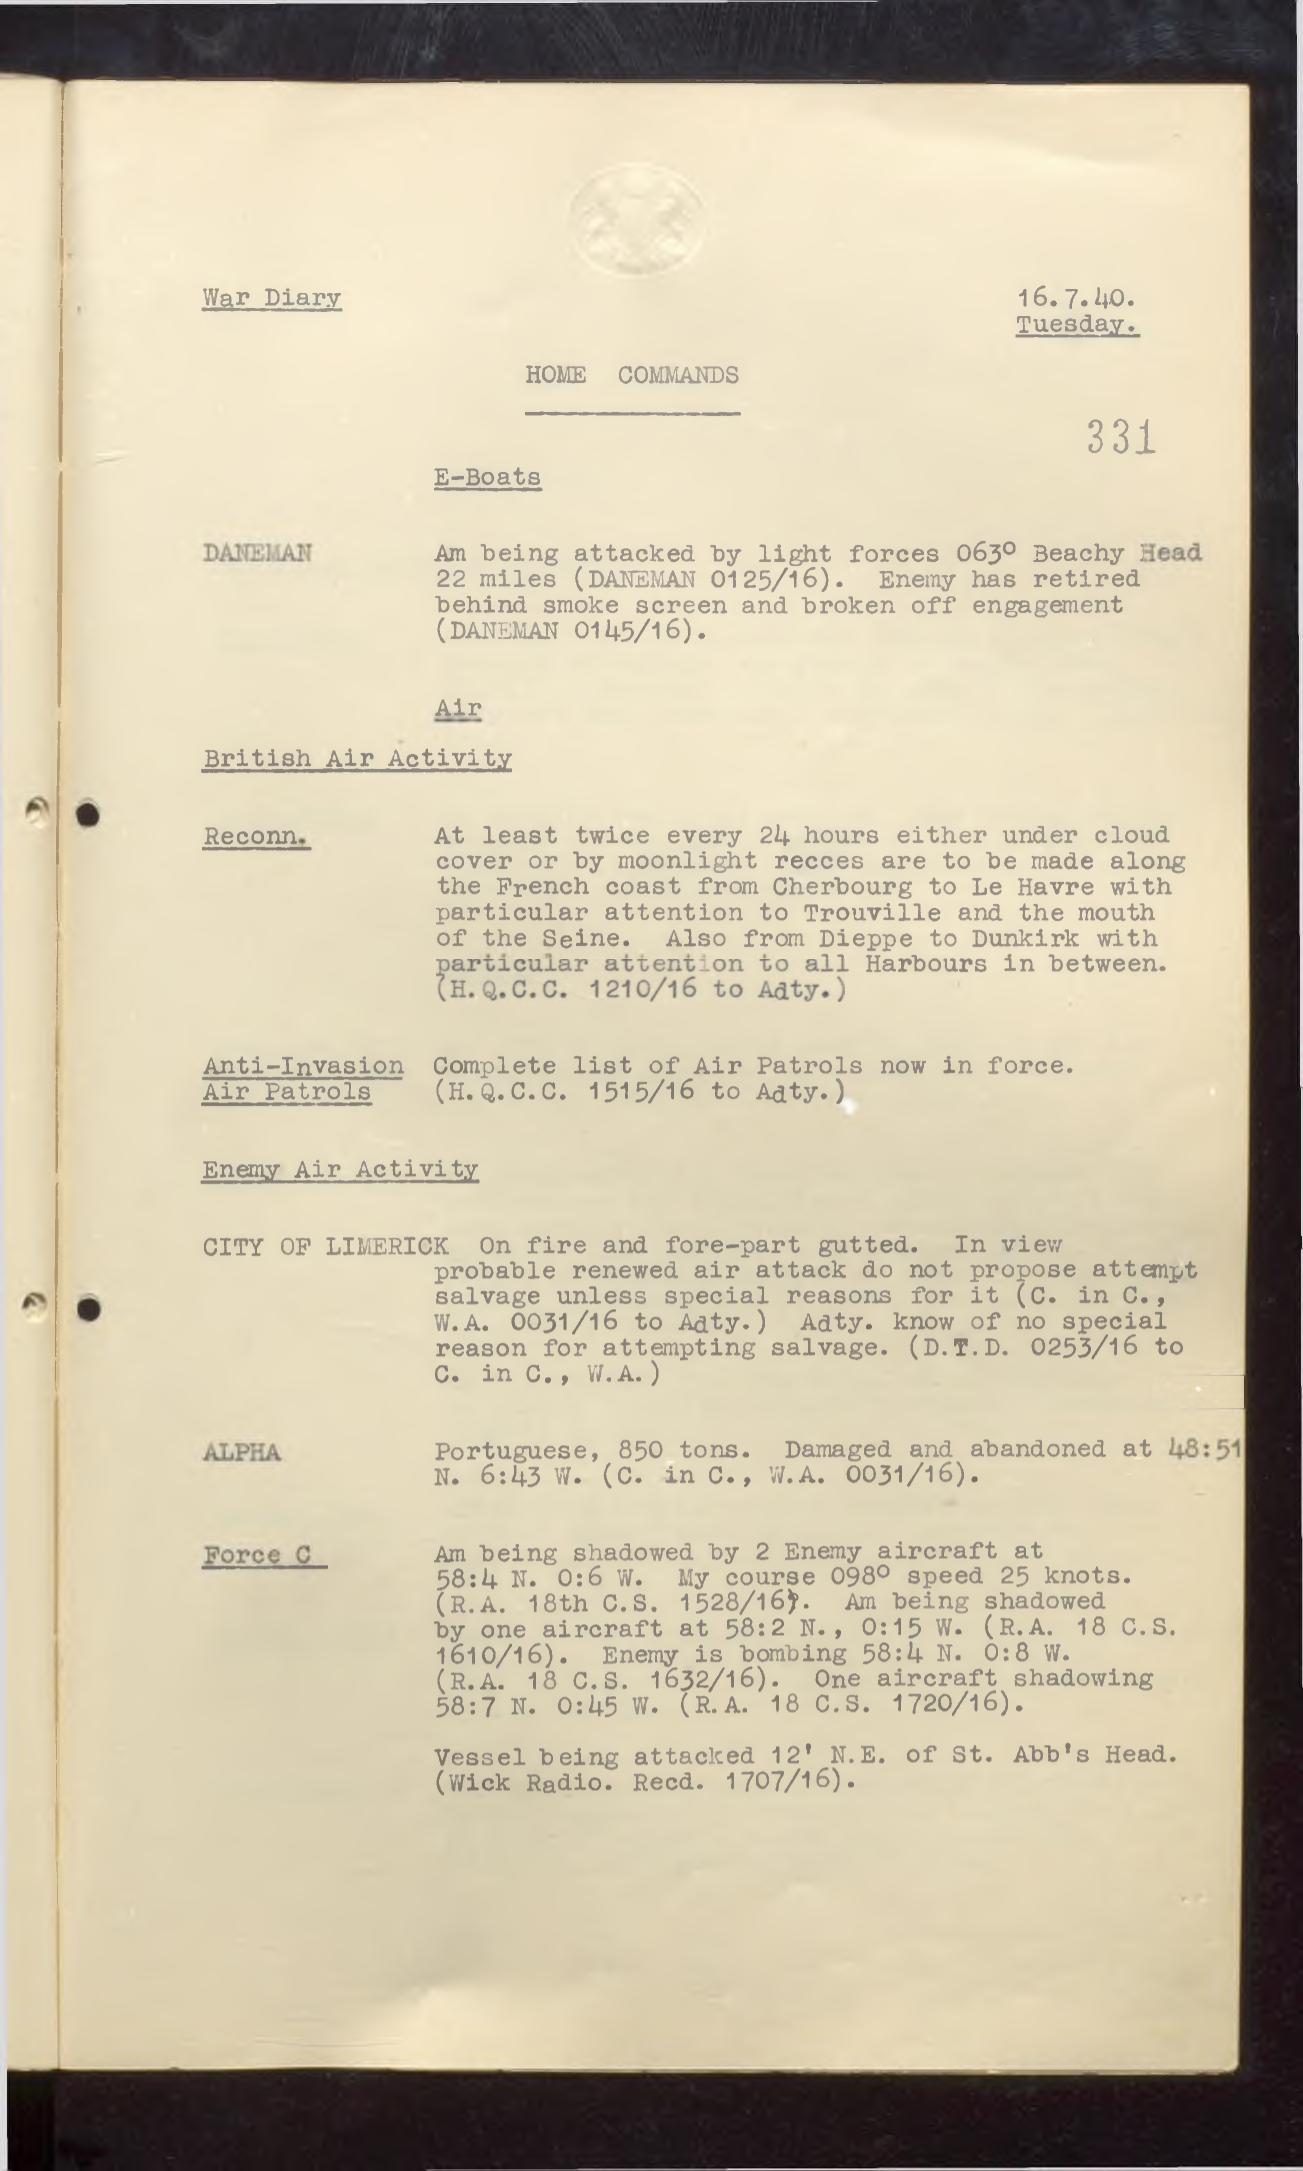 War Diary 16.7.40.
Tuesday.
HOME COMMANDS
331
E-Boats
DANEMAN Am being attacked by light forces 063° Beachy Head
22 miles (DANEMAN 0125/16). Enemy has retired
behind smoke screen and broken off engagement
(DANEMAN 0145/16).
Air
British Air Activity
Reconn. At least twice every 24 hours either under cloud
cover or by moonlight recces are to be made along
the French coast from Cherbourg to Le Havre with
particular attention to Trouville and the mouth
of the Seine. Also from Dieppe to Dunkirk with
particular attention to all Harbours in between.
(H.Q.C.C. 1210/16 to Adty.)
Anti-Invasion Complete list of Air Patrols now in force.
Air Patrols (H.Q.C.C. 1515/16 to Adty.)
Enemy Air Activity
CITY OF LIMERICK On fire and fore-part gutted. In view
probable renewed air attack do not propose attempt
salvage unless special reasons for it (C. in C.,
W.A. 0031/16 to Adty.) Adty. know of no special
reason for attempting salvage. (D.T.D. 0253/16 to
C. in C., W.A.)
ALPHA Portuguese, 850 tons. Damaged and abandoned at 48:51
N. 6:43 W. (C. in C., W.A. 0031/16).
Force C Am being shadowed by 2 Enemy aircraft at
58:4 N. 0:6 W. My course 098° speed 25 knots.
(R.A. 18th C.S. 1528/16). Am being shadowed
by one aircraft at 58:2 N., 0:15 W. (R.A. 18 C.S.
1610/16). Enemy is bombing 58:4 N. 0:8 W.
(R.A. 18 C.S. 1632/16). One aircraft shadowing
58:7 N. 0:45 W. (R.A. 18 C.S. 1720/16).
Vessel being attacked 12' N.E. of St. Abb's Head.
(Wick Radio. Recd. 1707/16).